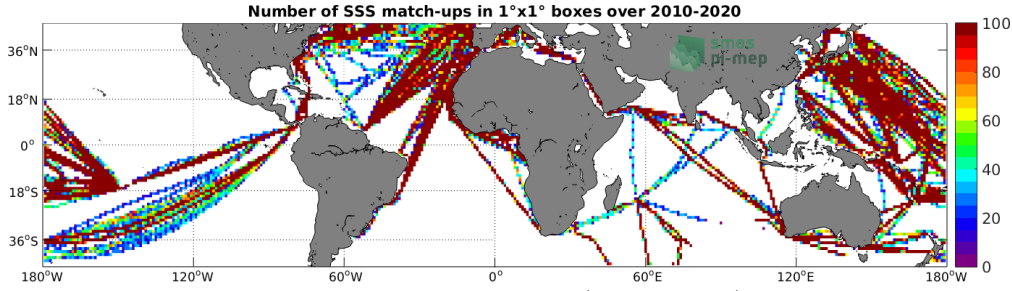 Number of SSS match-ups in 1°x1° boxes over 2010-2020
36°N
18°N
0°
18°S
36°S
180°W 120°W 60°W 0° 60°E 120°E 180°W
100
80
60
40
20
0
smos
pi-mep